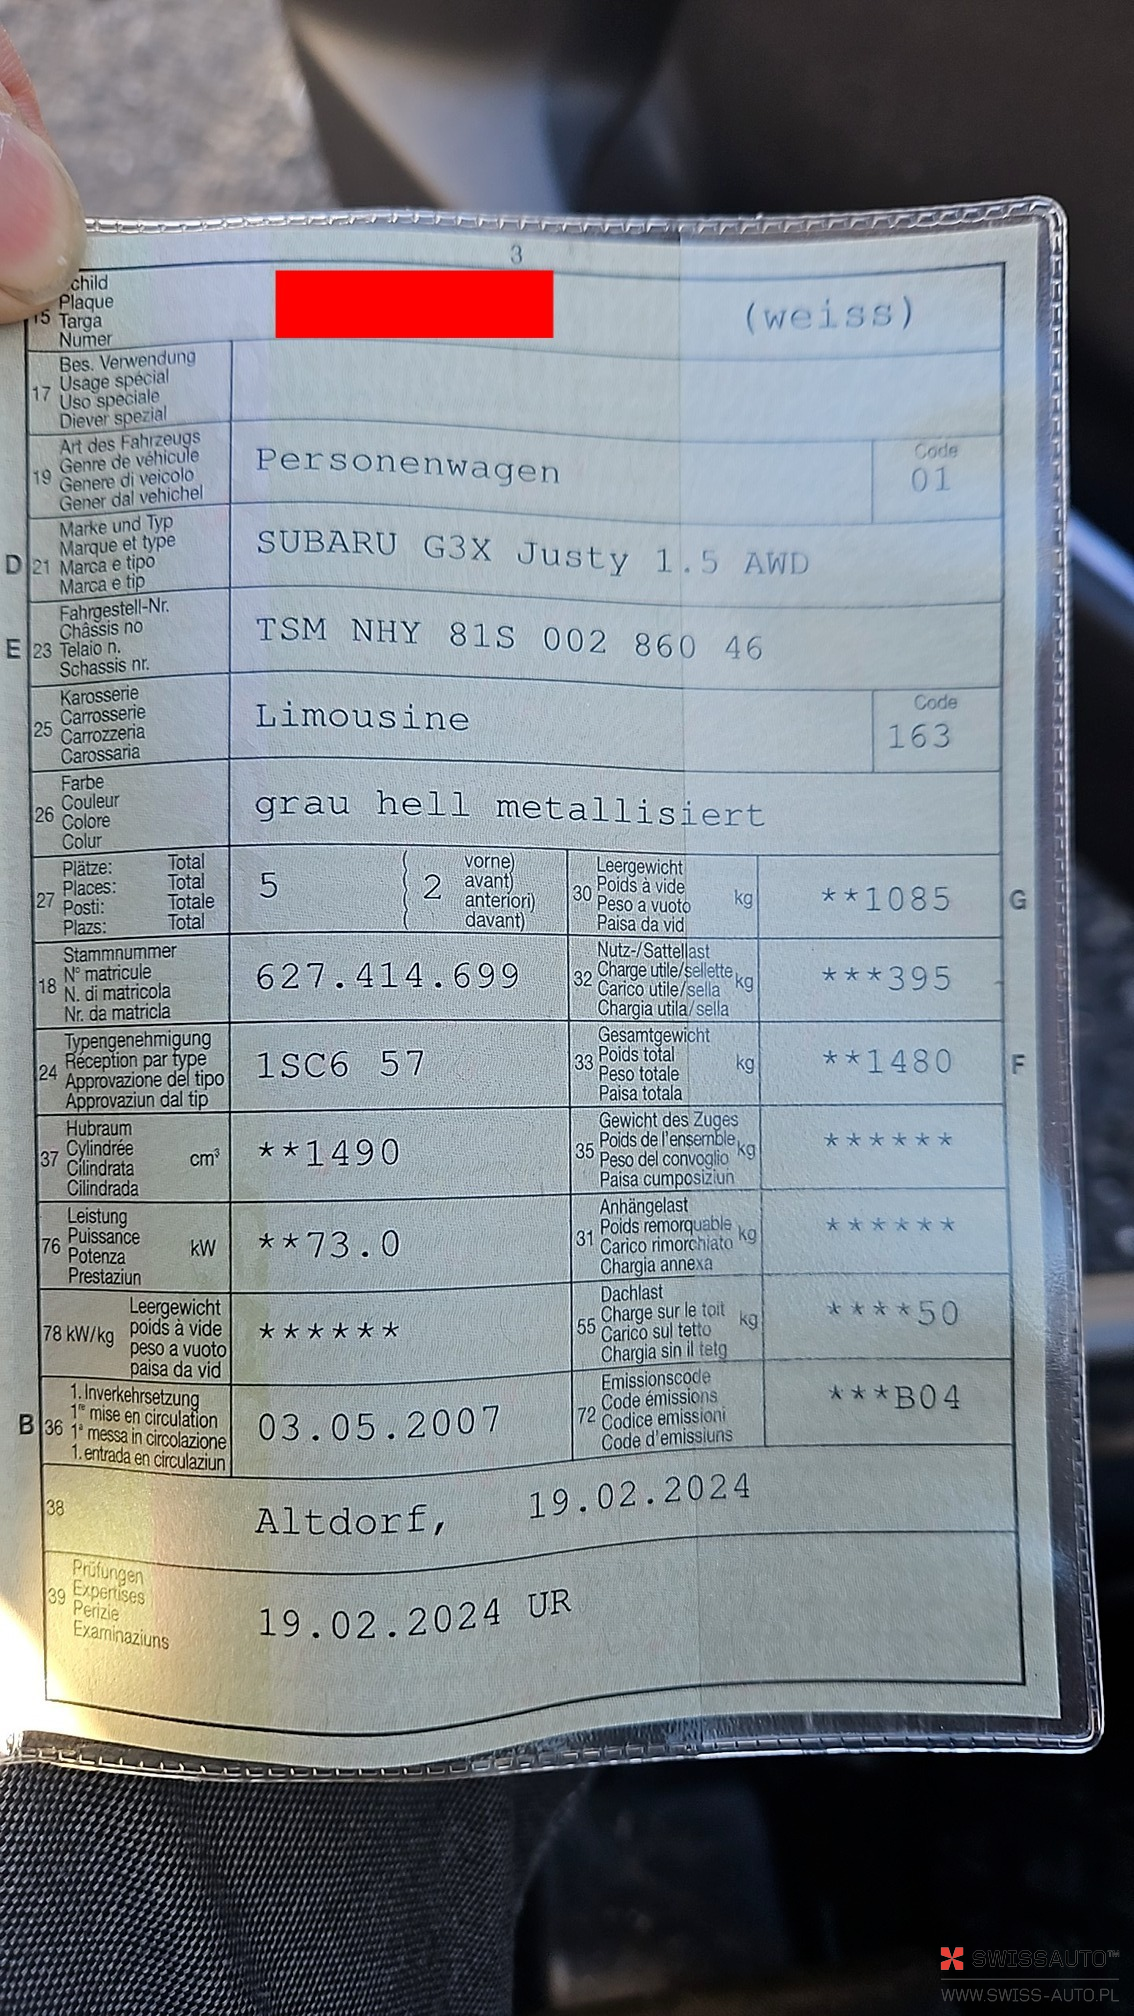 3
child
Plaque
15 Targa
Numer
(weiss)
Bes. Verwendung
17 Usage spécial
Uso speciale
Diever spezial
Art des Fahrzeugs
19 Genre de véhicule
Genere di veicolo
Gener dal vehichel
Personenwagen
Code
01
Marke und Typ
Marque et type
D 21 Marca e tipo
Marca e tip
SUBARU G3X Justy 1.5 AWD
Fahrgestell-Nr.
Châssis no
E 23 Telaio n.
Schassis nr.
TSM NHY 81S 002 860 46
Karosserie
Carrosserie
25 Carrozzeria
Carossaria
Limousine
Code
163
Farbe
Couleur
26 Colore
Colur
grau hell metallisiert
Plätze: Total
Places: Total
27 Posti: Totale
Plazs: Total
5 ( 2 vorne)
avant)
anteriori)
( davant)
Leergewicht
30 Poids à vide
Peso a vuoto kg
Paisa da vid
**1085
G
Stammnummer
18 N° matricule
N. di matricola
Nr. da matricla
627.414.699
Nutz-/Sattellast
32 Charge utile/sellette kg
Carico utile/sella
Chargia utila/sella
***395
Typengenehmigung
24 Réception par type
Approvazione del tipo
Approvaziun dal tip
1SC6 57
Gesamtgewicht
33 Poids total
Peso totale kg
Paisa totala
**1480
F
Hubraum
37 Cylindrée
Cilindrata cm³
Cilindrada
**1490
Gewicht des Zuges
35 Poids de l'ensemble kg
Peso del convoglio
Paisa cumposiziun
******
Leistung
76 Puissance
Potenza kW
Prestaziun
**73.0
Anhängelast
31 Poids remorquable kg
Carico rimorchiato
Chargia annexa
******
Leergewicht
78 kW/kg poids à vide
peso a vuoto
paisa da vid
******
Dachlast
55 Charge sur le toit kg
Carico sul tetto
Chargia sin il tetg
****50
1. Inverkehrsetzung
B 36 1re mise en circulation
1a messa in circolazione
1. entrada en circulaziun
03.05.2007
Emissionscode
72 Code émissions
Codice emissioni
Code d'emissiuns
***B04
38
Altdorf, 19.02.2024
Prüfungen
39 Expertises
Perizie
Examinaziuns
19.02.2024 UR
SWISSAUTO™
WWW.SWISS-AUTO.PL